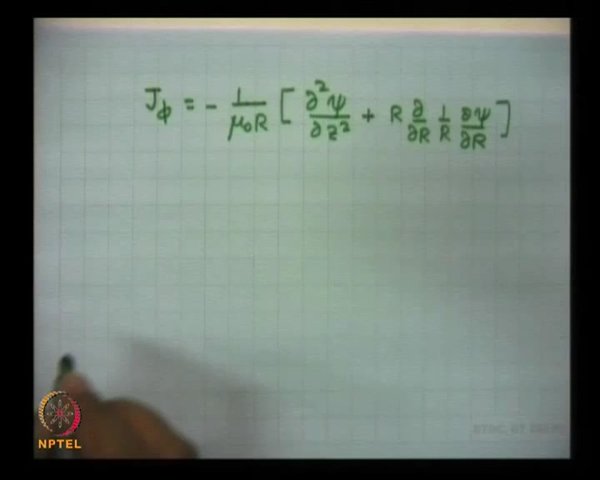 J_ϕ = - 1/(μ₀R) [ ∂²ψ/∂z² + R ∂/∂R 1/R ∂ψ/∂R ]
NPTEL